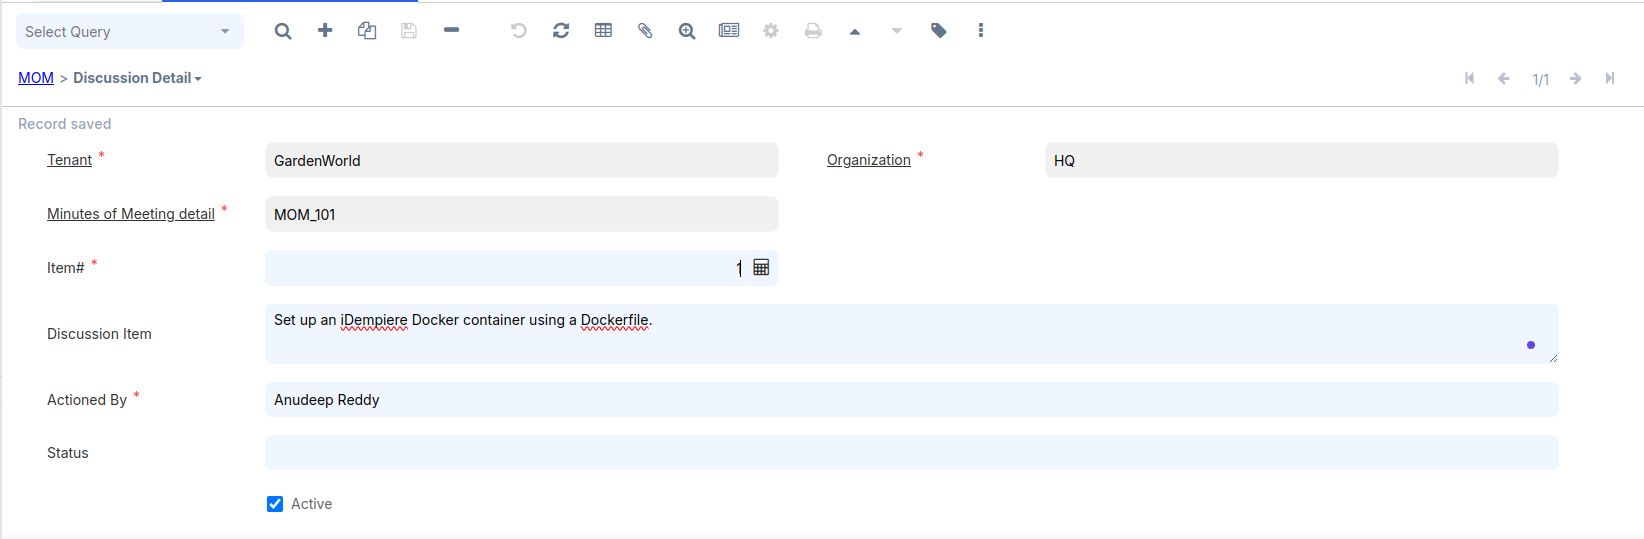 Select Query
MOM > Discussion Detail
1/1
Record saved
Tenant * GardenWorld Organization * HQ
Minutes of Meeting detail * MOM_101
Item# * 1
Discussion Item Set up an iDempiere Docker container using a Dockerfile.
Actioned By * Anudeep Reddy
Status
Active